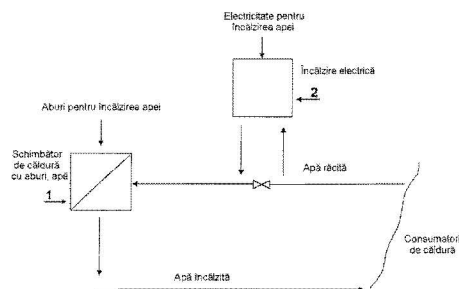 Electricitate pentru
încălzirea apei
Încălzire electrică
2
Aburi pentru încălzirea apei
Schimbător
de căldură
cu aburi, apă
1
Apă răcită
Consumatori
de căldură
Apă încălzită